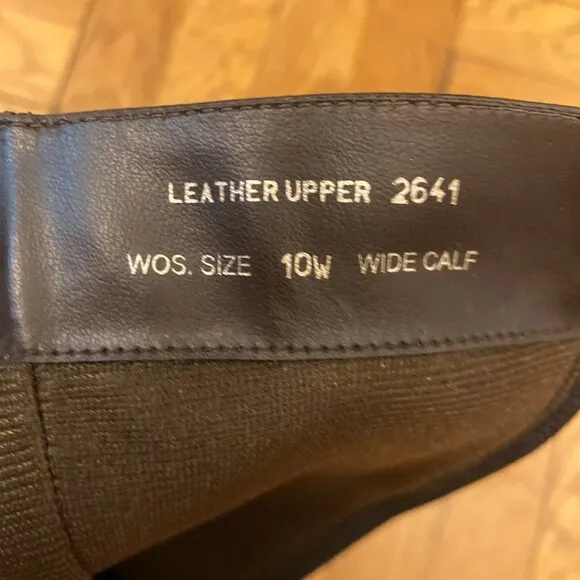 LEATHER UPPER 2641
WOS. SIZE 10W WIDE CALF